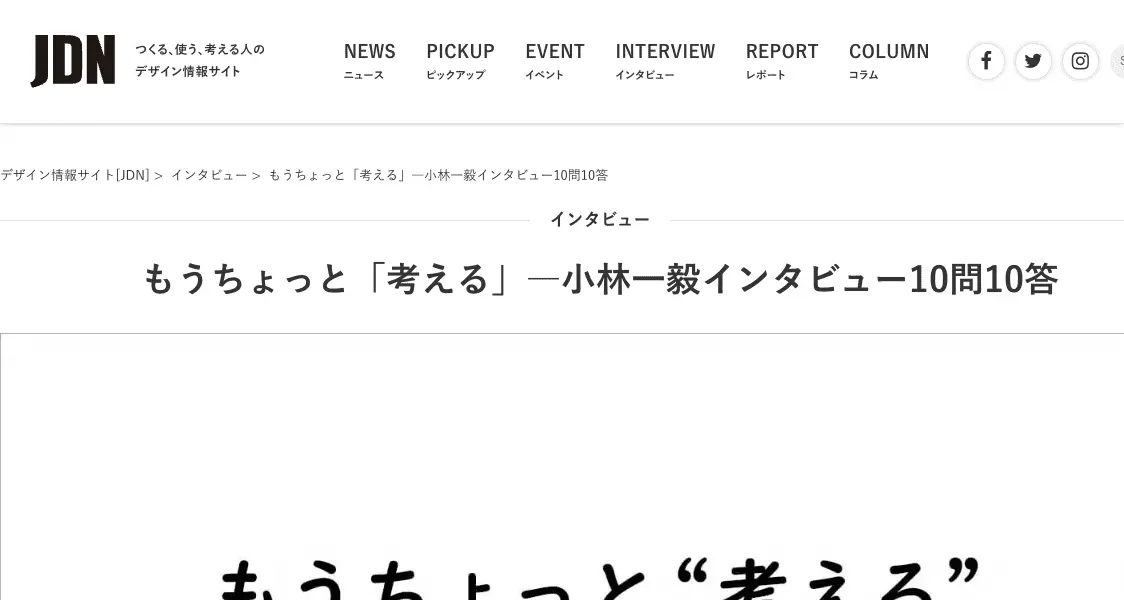 JDN
つくる、使う、考える人の
デザイン情報サイト
NEWS
ニュース
PICKUP
ピックアップ
EVENT
イベント
INTERVIEW
インタビュー
REPORT
レポート
COLUMN
コラム
デザイン情報サイト[JDN] > インタビュー > もうちょっと「考える」―小林一毅インタビュー10問10答
インタビュー
もうちょっと「考える」―小林一毅インタビュー10問10答
もうちょっと“考える”